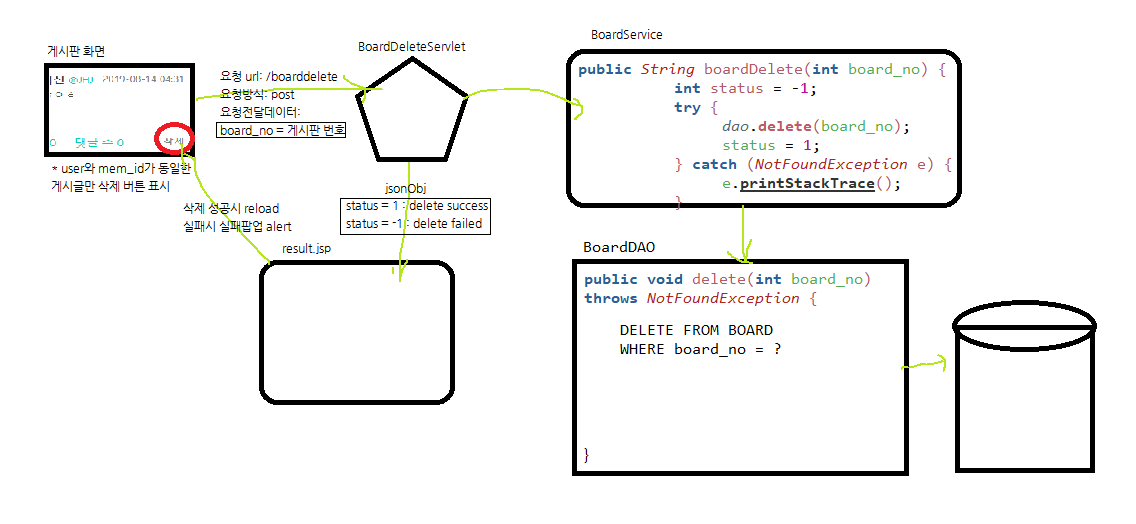 게시판 화면
@JHJ 2019-08-14 04:31
댓글 수 0
삭제
* user와 mem_id가 동일한
게시글만 삭제 버튼 표시
요청 url: /boarddelete
요청방식: post
요청전달데이터:
board_no = 게시판 번호
BoardDeleteServlet
jsonObj
status = 1 : delete success
status = -1 : delete failed
삭제 성공시 reload
실패시 실패팝업 alert
result.jsp
BoardService
public String boardDelete(int board_no) {
int status = -1;
try {
dao.delete(board_no);
status = 1;
} catch (NotFoundException e) {
e.printStackTrace();
}
BoardDAO
public void delete(int board_no)
throws NotFoundException {
DELETE FROM BOARD
WHERE board_no = ?
}